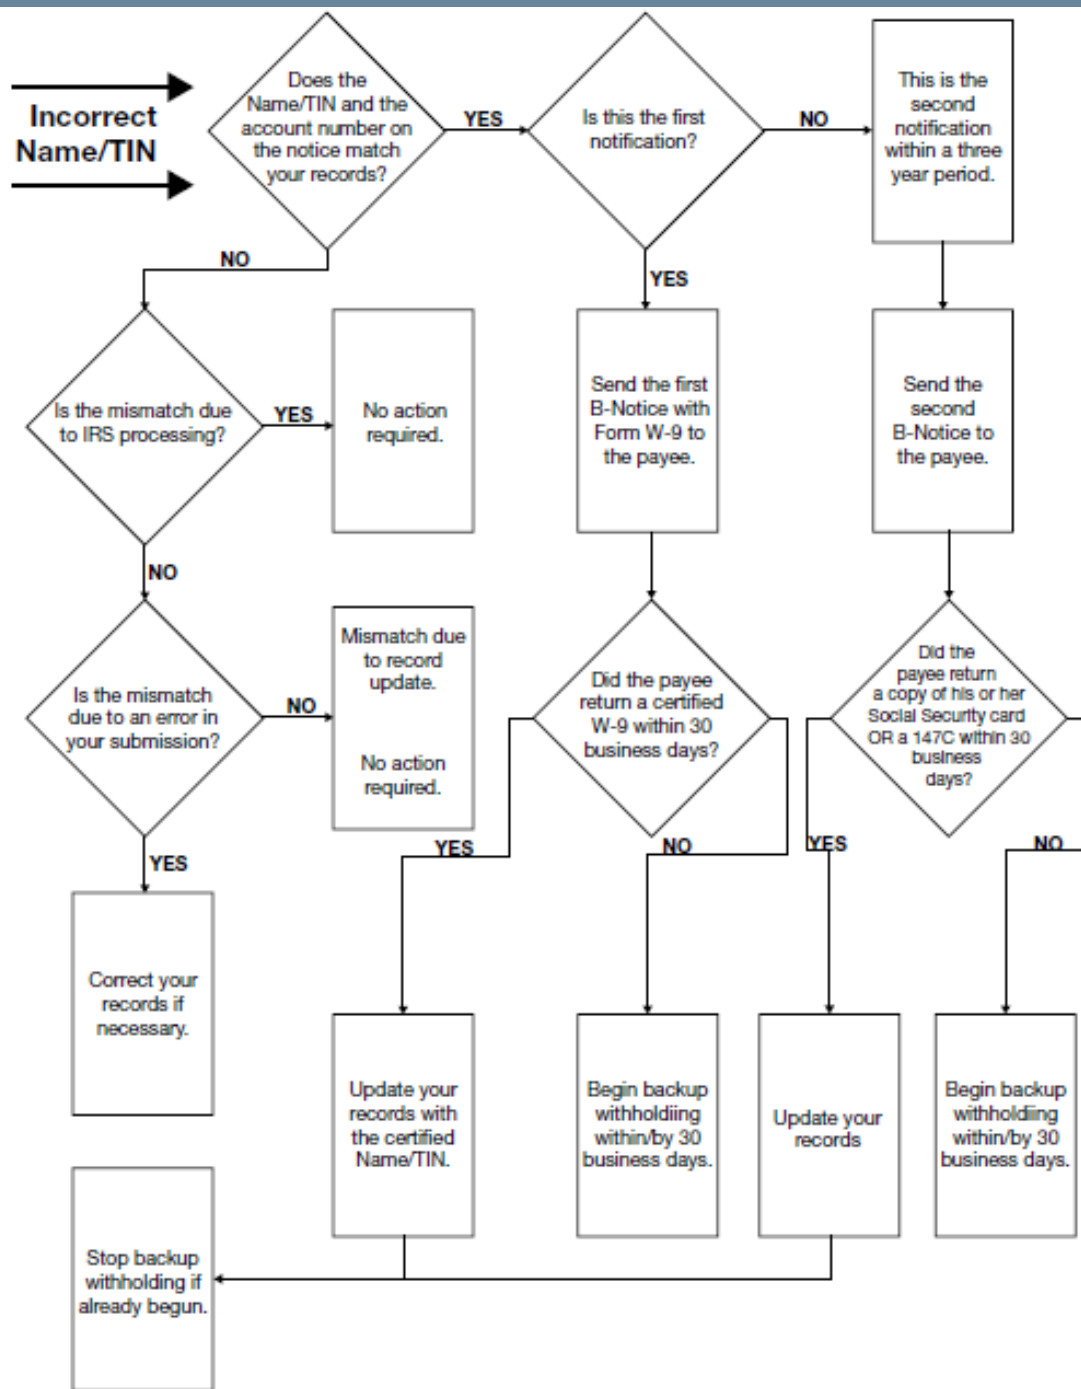 Incorrect
Name/TIN
Does the
Name/TIN and the
account number on
the notice match
your records?
YES
Is this the first
notification?
NO
This is the
second
notification
within a three
year period.
NO
YES
Is the mismatch due
to IRS processing?
YES
No action
required.
Send the first
B-Notice with
Form W-9 to
the payee.
Send the
second
B-Notice to
the payee.
NO
Is the mismatch
due to an error in
your submission?
NO
Mismatch due
to record
update.
No action
required.
Did the payee
return a certified
W-9 within 30
business days?
Did the
payee return
a copy of his or her
Social Security card
OR a 147C within 30
business
days?
YES
YES
NO
YES
NO
Correct your
records if
necessary.
Update your
records with
the certified
Name/TIN.
Begin backup
withholdiing
within/by 30
business days.
Update your
records
Begin backup
withholdiing
within/by 30
business days.
Stop backup
withholding if
already begun.